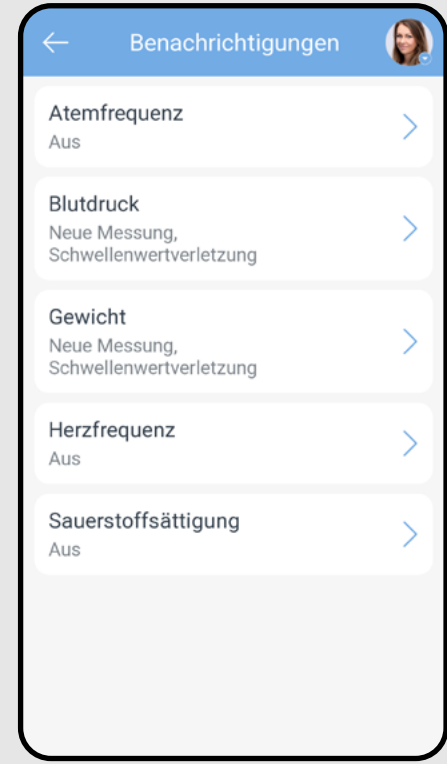 Benachrichtigungen
Atemfrequenz
Aus
Blutdruck
Neue Messung,
Schwellenwertverletzung
Gewicht
Neue Messung,
Schwellenwertverletzung
Herzfrequenz
Aus
Sauerstoffsättigung
Aus